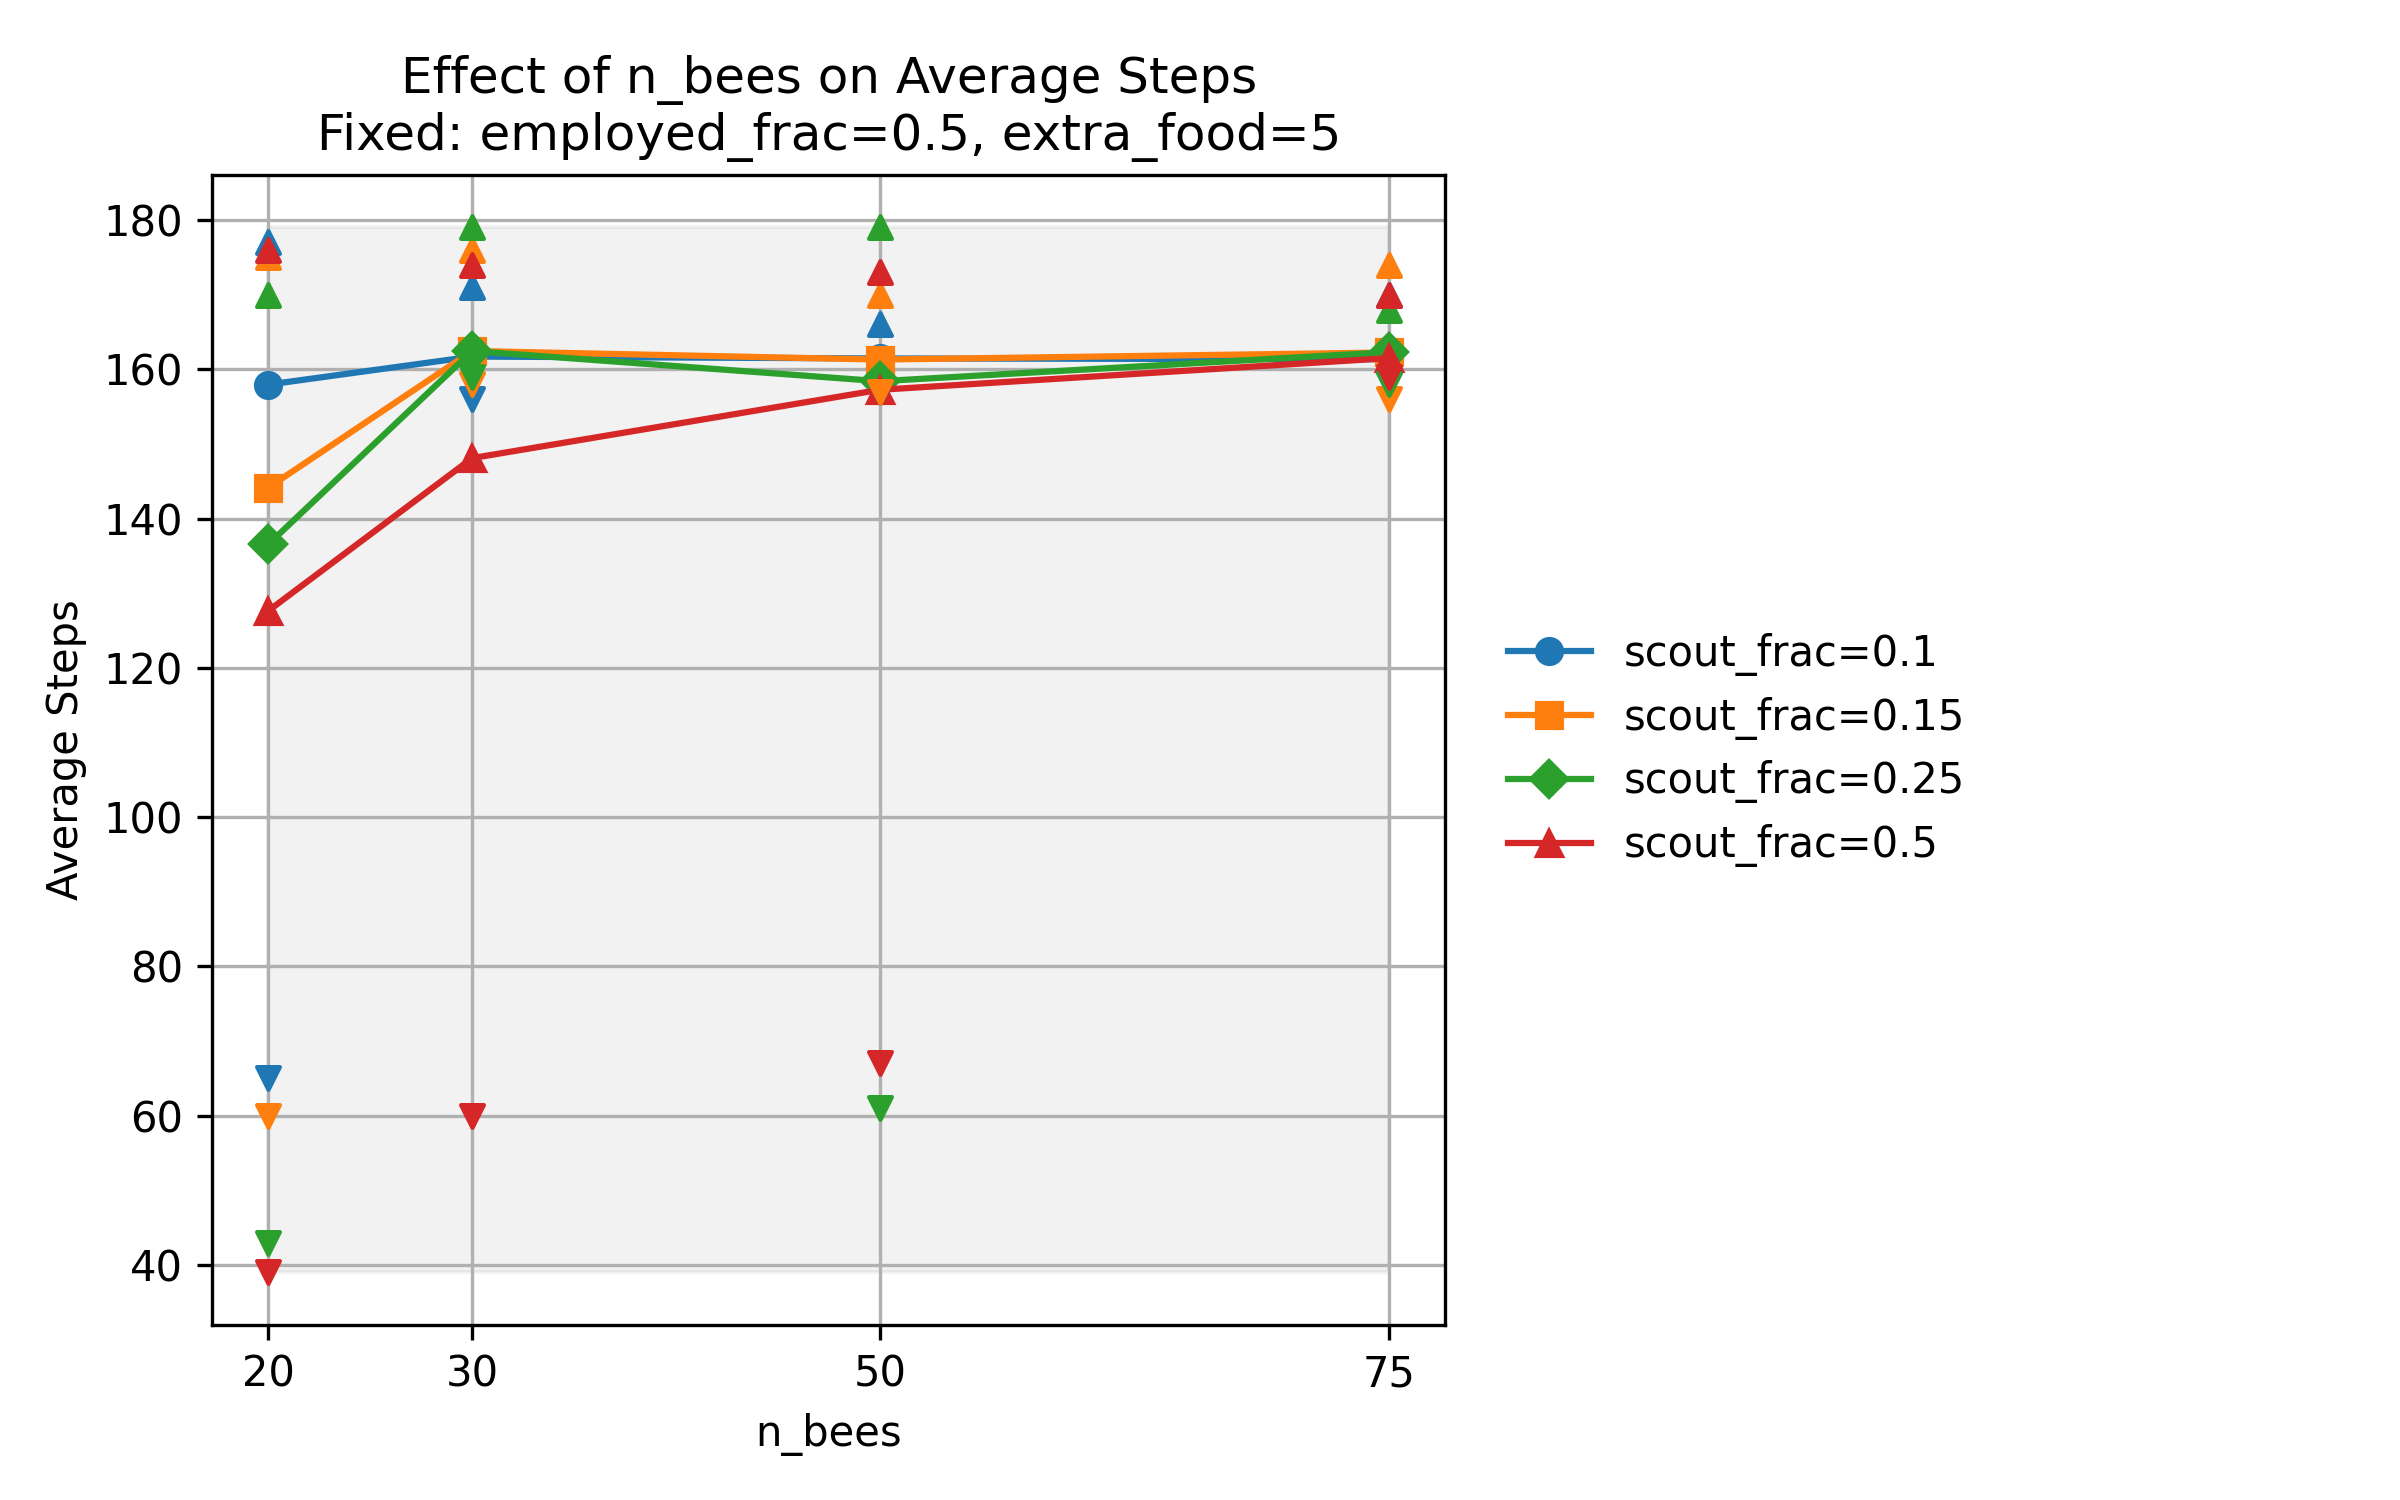 Effect of n_bees on Average Steps
Fixed: employed_frac=0.5, extra_food=5
Average Steps
180
160
140
120
100
80
60
40
20 30 50 75
n_bees
scout_frac=0.1
scout_frac=0.15
scout_frac=0.25
scout_frac=0.5